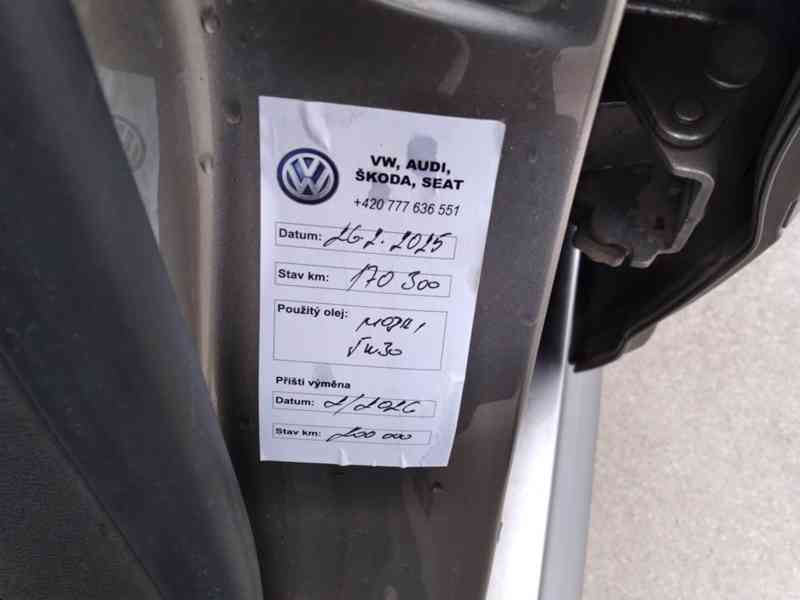 VW, AUDI,
ŠKODA, SEAT
+420 777 636 551
Datum: 26.2.2025
Stav km: 170 300
Použitý olej:
5W30
Příští výměna
Datum: 2/2026
Stav km: 200 000